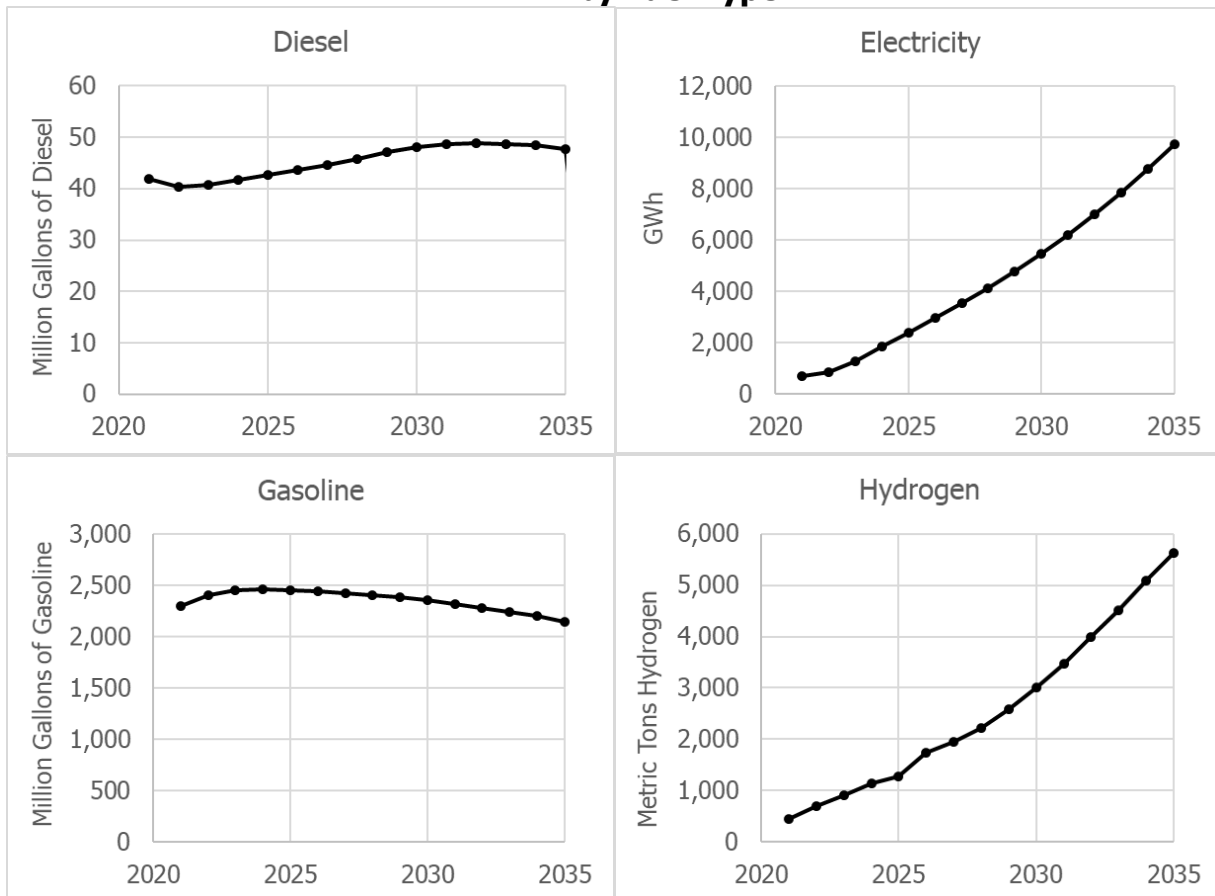 Diesel
Million Gallons of Diesel
60
50
40
30
20
10
0
2020 2025 2030 2035
Electricity
GWh
12,000
10,000
8,000
6,000
4,000
2,000
0
2020 2025 2030 2035
Gasoline
Million Gallons of Gasoline
3,000
2,500
2,000
1,500
1,000
500
0
2020 2025 2030 2035
Hydrogen
Metric Tons Hydrogen
6,000
5,000
4,000
3,000
2,000
1,000
0
2020 2025 2030 2035